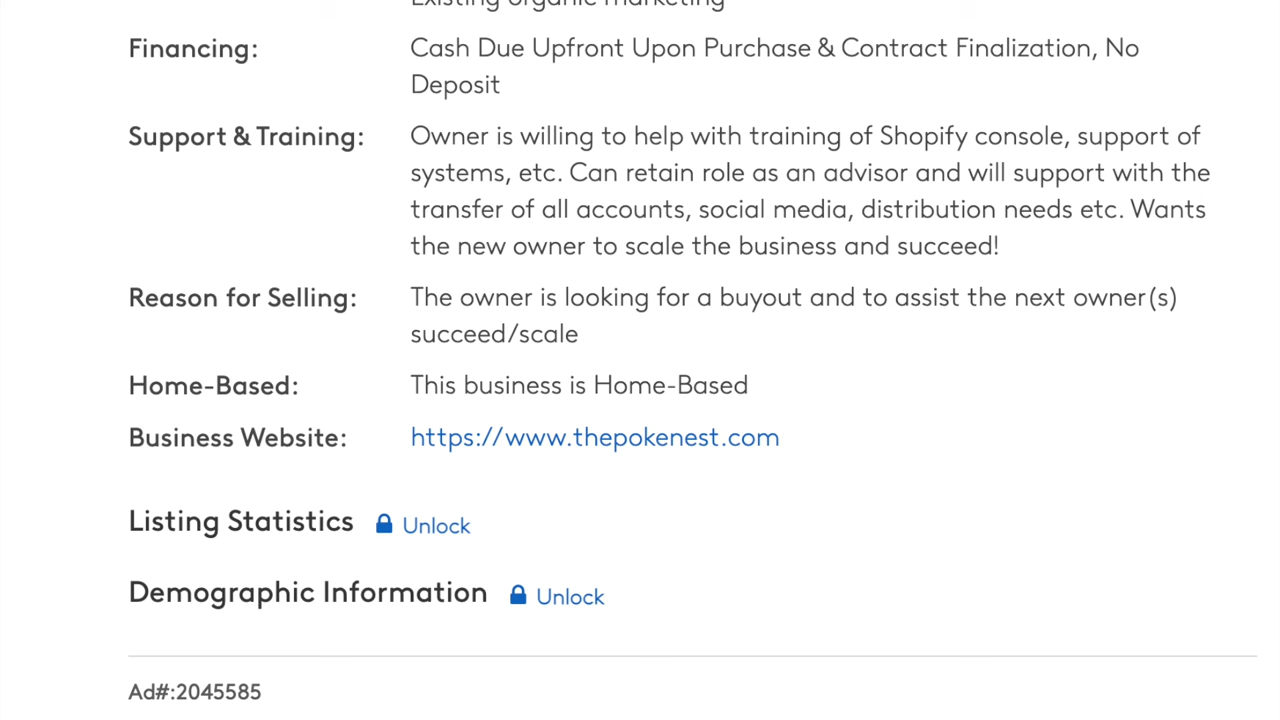 Existing organic marketing
Financing: Cash Due Upfront Upon Purchase & Contract Finalization, No
Deposit
Support & Training: Owner is willing to help with training of Shopify console, support of
systems, etc. Can retain role as an advisor and will support with the
transfer of all accounts, social media, distribution needs etc. Wants
the new owner to scale the business and succeed!
Reason for Selling: The owner is looking for a buyout and to assist the next owner(s)
succeed/scale
Home-Based: This business is Home-Based
Business Website: https://www.thepokenest.com
Listing Statistics Unlock
Demographic Information Unlock
Ad#:2045585